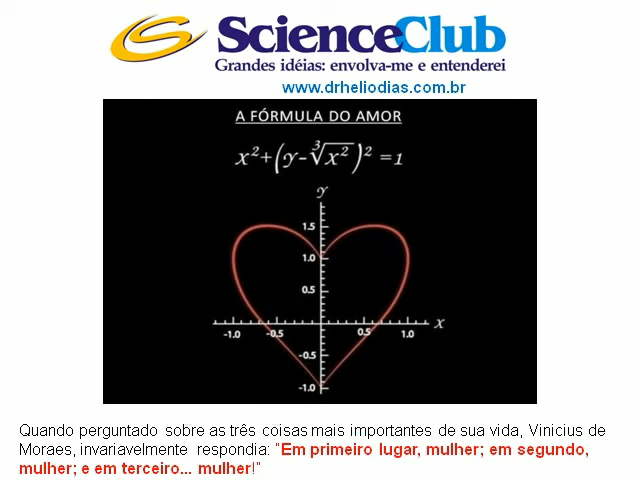 ScienceClub
Grandes idéias: envolva-me e entenderei
www.drheliodias.com.br
A FÓRMULA DO AMOR
x²+(y-∛x²)²=1
y
1.5
1.0
0.5
-1.0 -0.5 0.5 1.0 x
-0.5
-1.0
Quando perguntado sobre as três coisas mais importantes de sua vida, Vinicius de
Moraes, invariavelmente respondia: "Em primeiro lugar, mulher; em segundo,
mulher; e em terceiro... mulher!"